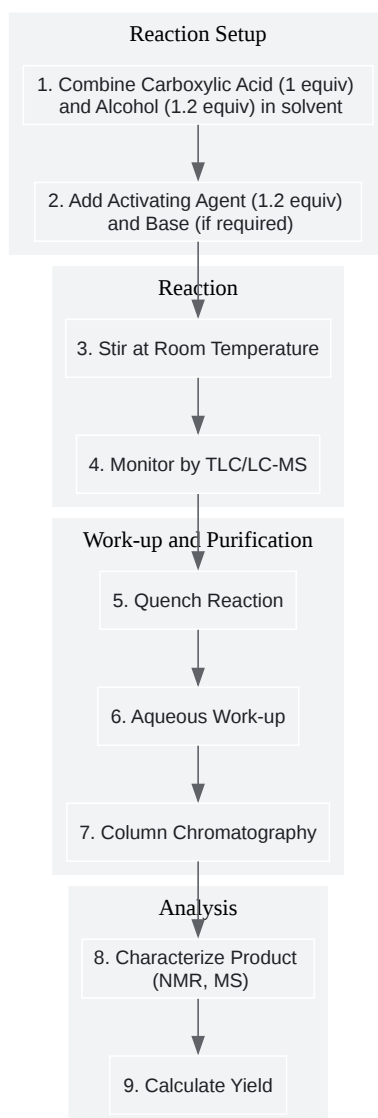 Reaction Setup
1. Combine Carboxylic Acid (1 equiv)
and Alcohol (1.2 equiv) in solvent
2. Add Activating Agent (1.2 equiv)
and Base (if required)
Reaction
3. Stir at Room Temperature
4. Monitor by TLC/LC-MS
Work-up and Purification
5. Quench Reaction
6. Aqueous Work-up
7. Column Chromatography
Analysis
8. Characterize Product
(NMR, MS)
9. Calculate Yield